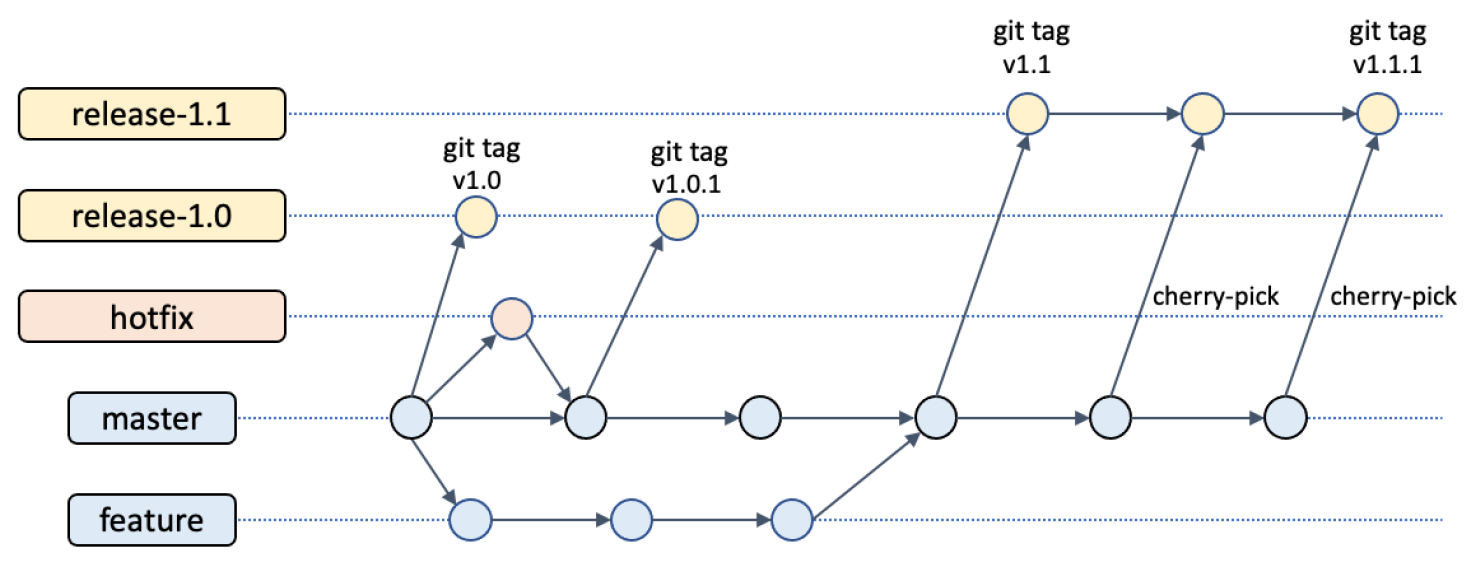 git tag
v1.1
git tag
v1.1.1
release-1.1
git tag
v1.0
git tag
v1.0.1
release-1.0
hotfix
cherry-pick
cherry-pick
master
feature